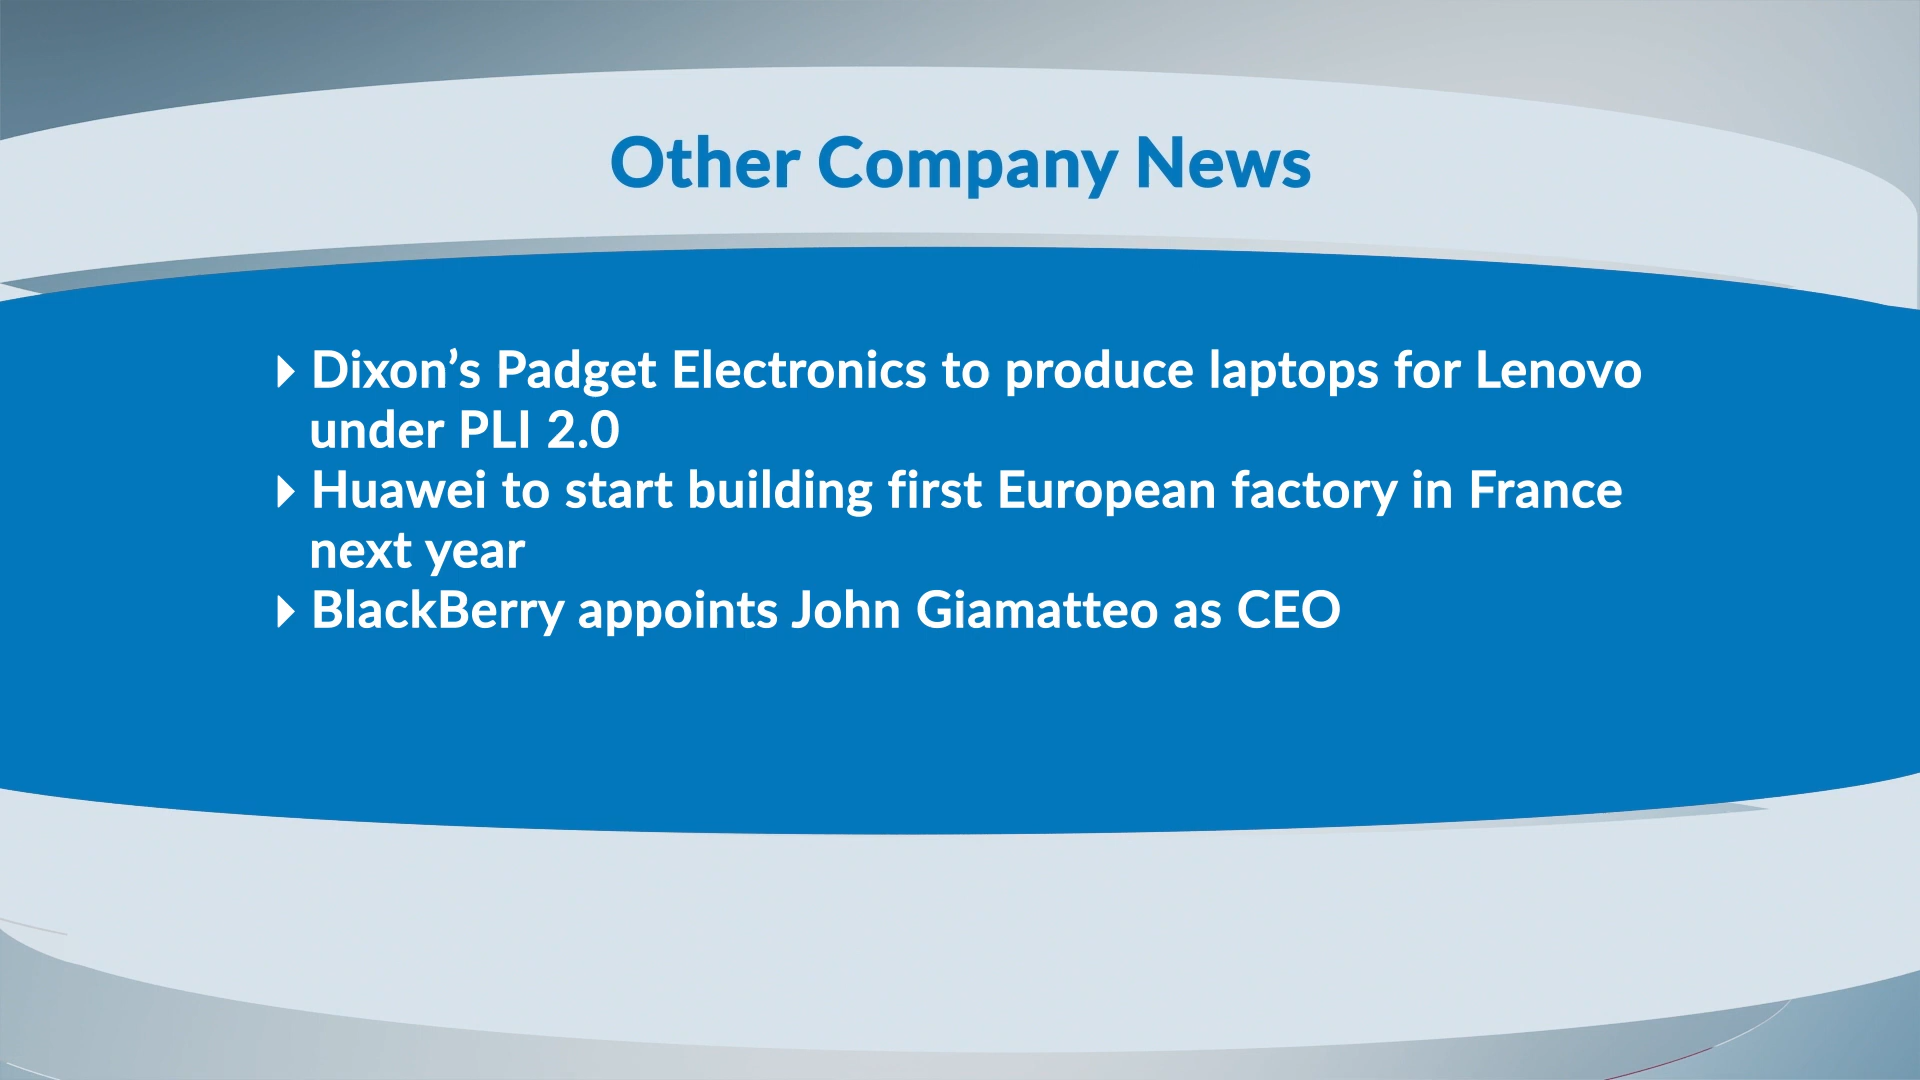 Other Company News
Dixon’s Padget Electronics to produce laptops for Lenovo
under PLI 2.0
Huawei to start building first European factory in France
next year
BlackBerry appoints John Giamatteo as CEO